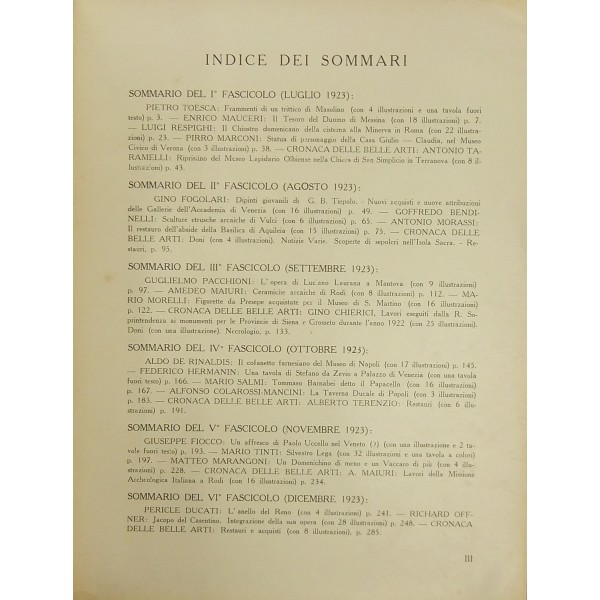 INDICE DEI SOMMARI
SOMMARIO DEL I° FASCICOLO (LUGLIO 1923):
PIETRO TOESCA: Frammenti di un trittico di Masolino (con 4 illustrazioni e una tavola fuori
testo) p. 3. — ENRICO MAUCERI: Il Tesoro del Duomo di Messina (con 18 illustrazioni) p. 7.
— LUIGI RESPIGHI: Il Chiostro domenicano della cisterna alla Minerva in Roma (con 22 illustra-
zioni) p. 23. — PIRRO MARCONI: Statua di personaggio della Casa Giulio — Claudia, nel Museo
Civico di Verona (con 3 illustrazioni) p. 38. — CRONACA DELLE BELLE ARTI: ANTONIO TA-
RAMELLI: Ripristino del Museo Lapidario Olbiense nella Chiesa di San Simplicio in Terranova (con 8 il-
lustrazioni) p. 43.
SOMMARIO DEL II° FASCICOLO (AGOSTO 1923):
GINO FOGOLARI: Dipinti giovanili di G. B. Tiepolo. - Nuovi acquisti e nuove attribuzioni
delle Gallerie dell'Accademia di Venezia (con 16 illustrazioni) p. 49. — GOFFREDO BENDI-
NELLI: Sculture etrusche arcaiche di Vulci (con 6 illustrazioni) p. 65. — ANTONIO MORASSI:
Il restauro dell'abside della Basilica di Aquileia (con 15 illustrazioni) p. 75. — CRONACA DELLE
BELLE ARTI: Doni (con 4 illustrazioni). Notizie Varie. Scoperte di sepolcri nell'Isola Sacra. - Re-
stauri, p. 95.
SOMMARIO DEL III° FASCICOLO (SETTEMBRE 1923):
GUGLIELMO PACCHIONI: L'opera di Luciano Laurana a Mantova (con 9 illustrazioni)
p. 97. — AMEDEO MAIURI: Ceramiche arcaiche di Rodi (con 8 illustrazioni) p. 112. — MA-
RIO MORELLI: Figurette da Presepe acquistate per il Museo di S. Martino (con 16 illustrazioni)
p. 122. — CRONACA DELLE BELLE ARTI: GINO CHIERICI, Lavori eseguiti dalla R. So-
printendenza ai monumenti per le Provincie di Siena e Grosseto durante l'anno 1922 (con 25 illustrazioni).
Doni (con una illustrazione). Necrologio, p. 133.
SOMMARIO DEL IV° FASCICOLO (OTTOBRE 1923):
ALDO DE RINALDIS: Il cofanetto farnesiano del Museo di Napoli (con 17 illustrazioni) p. 145.
— FEDERICO HERMANIN: Una tavola di Stefano da Zevio a Palazzo di Venezia (con una tavola
fuori testo) p. 166. — MARIO SALMI: Tommaso Barnabei detto il Papacello (con 16 illustrazioni)
p. 167. — ALFONSO COLAROSSI-MANCINI: La Taverna Ducale di Popoli (con 3 illustrazioni)
p. 183. — CRONACA DELLE BELLE ARTI: ALBERTO TERENZIO: Restauri (con 6 illu-
strazioni) p. 191.
SOMMARIO DEL V° FASCICOLO (NOVEMBRE 1923):
GIUSEPPE FIOCCO: Un affresco di Paolo Uccello nel Veneto (?) (con una illustrazione e 2 ta-
vole fuori testo) p. 193. — MARIO TINTI: Silvestro Lega (con 32 illustrazioni e una tavola a colori)
p. 197. — MATTEO MARANGONI: Un Domenichino di meno e un Vaccaro di più (con 4 illu-
strazioni) p. 228. — CRONACA DELLE BELLE ARTI: A. MAIURI: Lavori della Missione
Archeologica Italiana a Rodi (con 16 illustrazioni) p. 234.
SOMMARIO DEL VI° FASCICOLO (DICEMBRE 1923):
PERICLE DUCATI: L'anello del Reno (con 4 illustrazioni) p. 241. — RICHARD OFF-
NER: Jacopo del Casentino. Integrazione della sua opera (con 28 illustrazioni) p. 248. — CRONACA
DELLE BELLE ARTI: Restauri e acquisti (con 8 illustrazioni), p. 285.
III